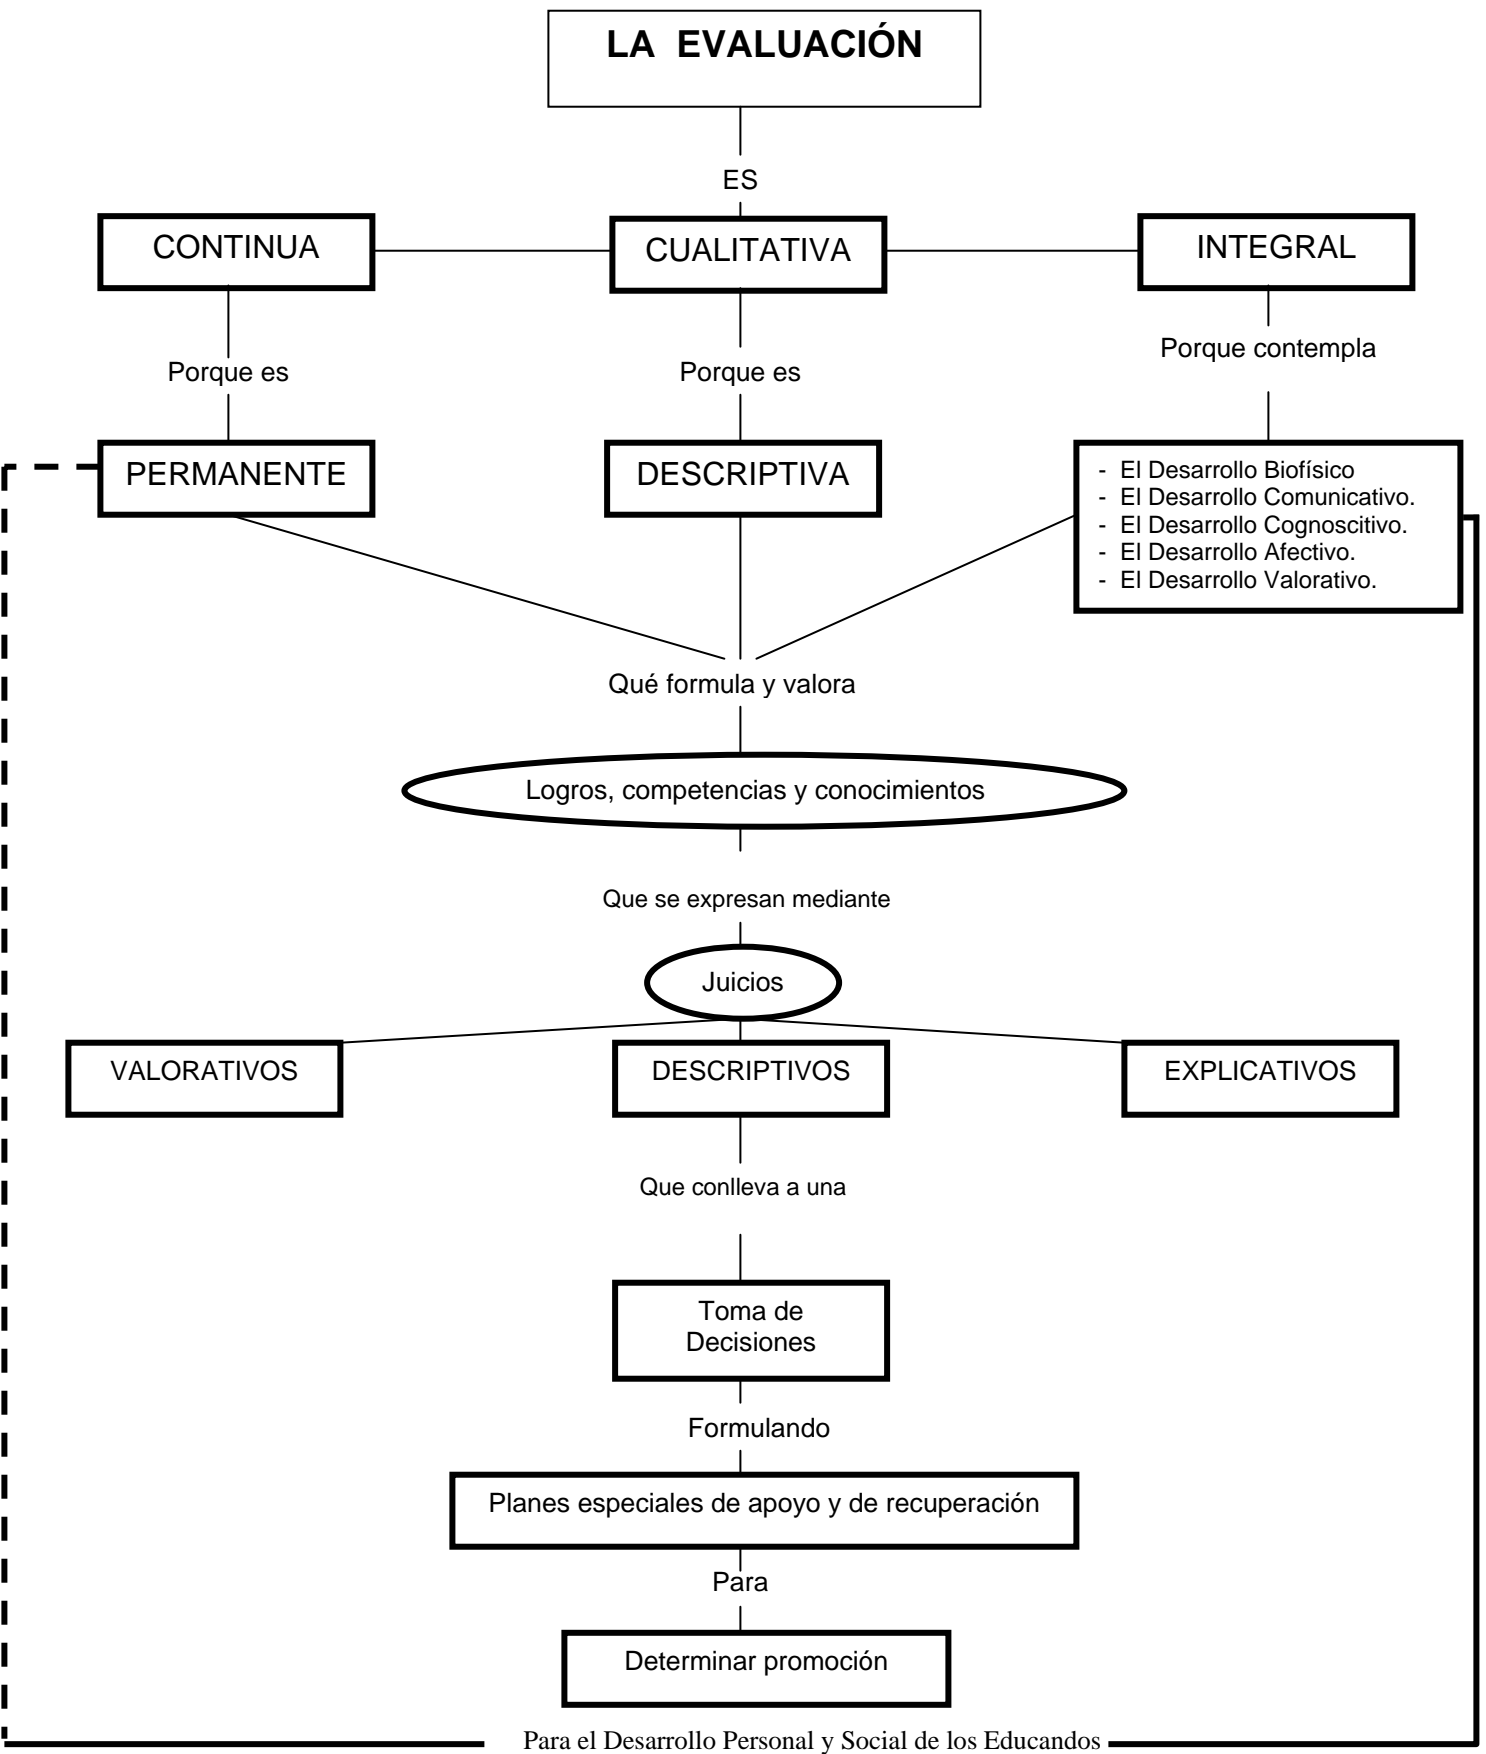 LA EVALUACIÓN
ES
CONTINUA
CUALITATIVA
INTEGRAL
Porque es
Porque es
Porque contempla
PERMANENTE
DESCRIPTIVA
- El Desarrollo Biofísico
- El Desarrollo Comunicativo.
- El Desarrollo Cognoscitivo.
- El Desarrollo Afectivo.
- El Desarrollo Valorativo.
Qué formula y valora
Logros, competencias y conocimientos
Que se expresan mediante
Juicios
VALORATIVOS
DESCRIPTIVOS
EXPLICATIVOS
Que conlleva a una
Toma de
Decisiones
Formulando
Planes especiales de apoyo y de recuperación
Para
Determinar promoción
Para el Desarrollo Personal y Social de los Educandos